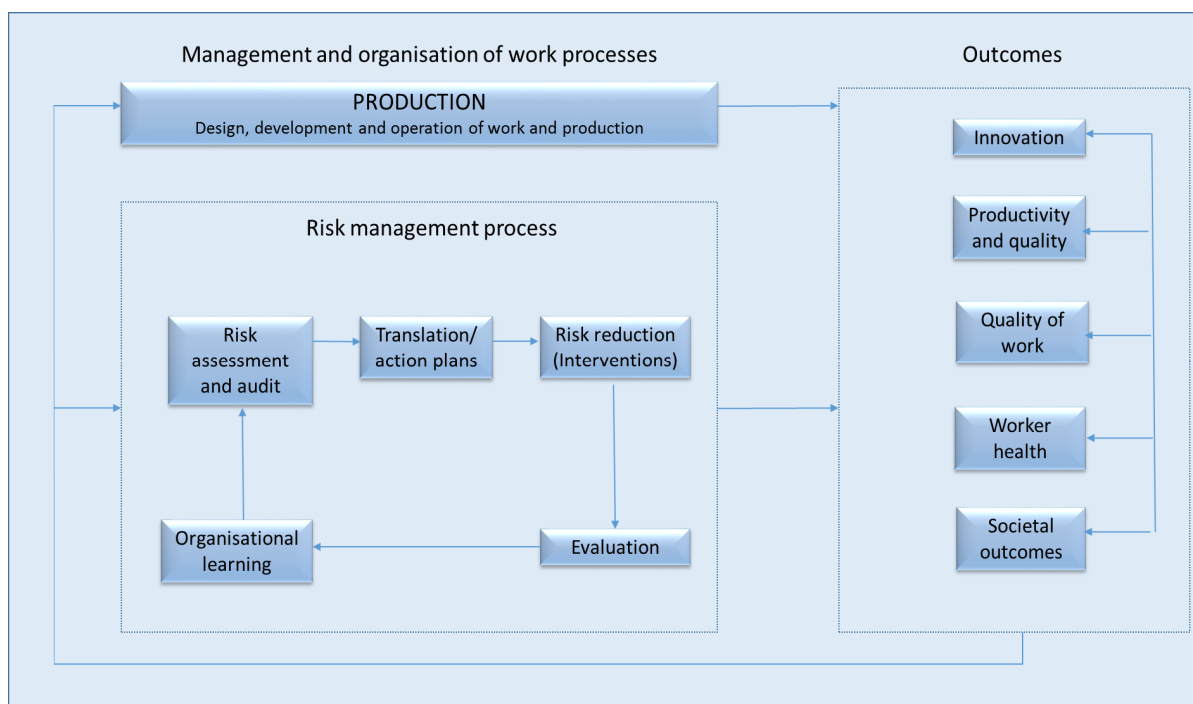 Management and organisation of work processes
Outcomes
PRODUCTION
Design, development and operation of work and production
Innovation
Productivity
and quality
Risk management process
Risk
assessment
and audit
Translation/
action plans
Risk reduction
(Interventions)
Quality of
work
Worker
health
Organisational
learning
Evaluation
Societal
outcomes